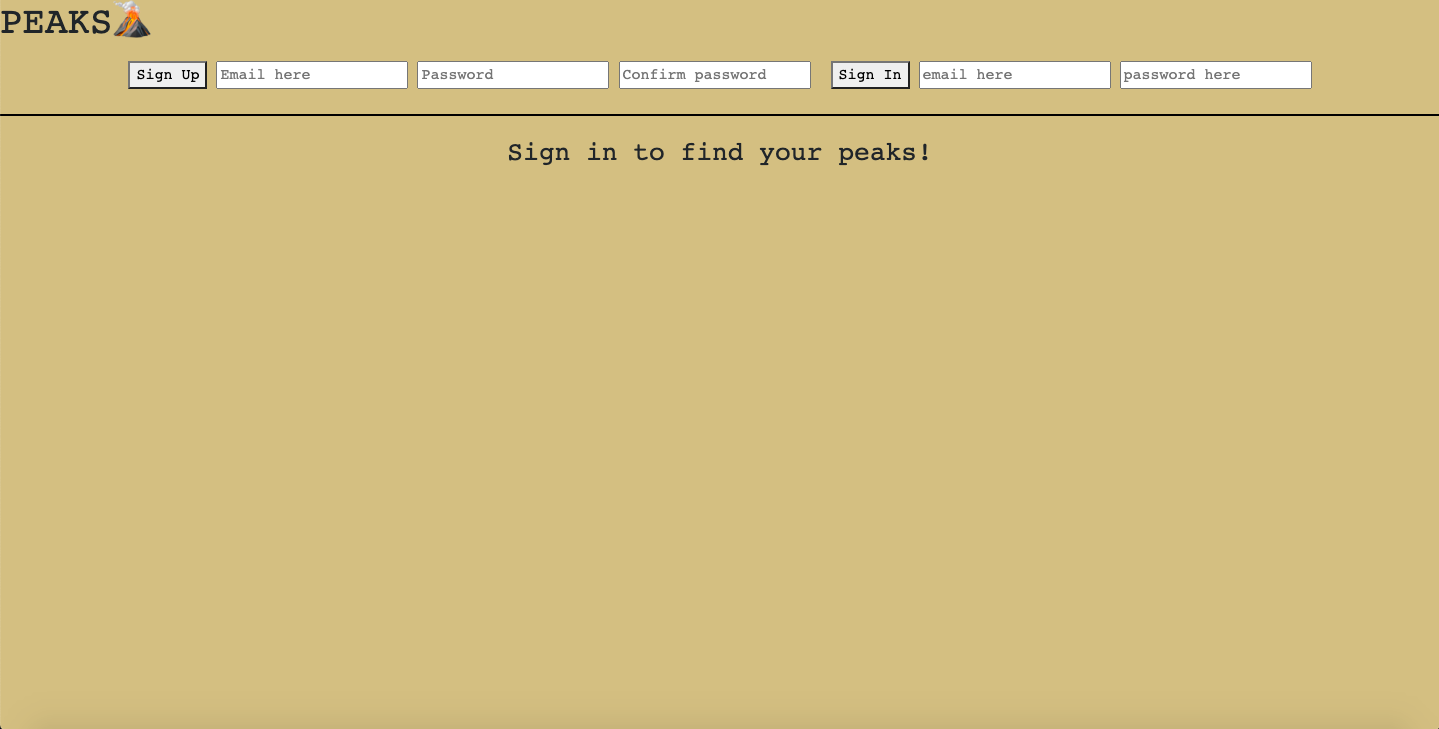 PEAKS🌋
Sign Up Email here Password Confirm password Sign In email here password here
Sign in to find your peaks!